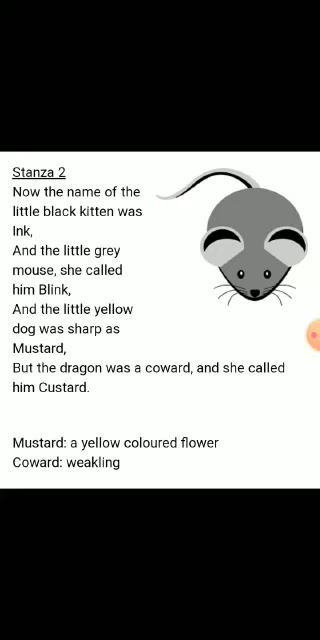 Stanza 2
Now the name of the
little black kitten was
Ink,
And the little grey
mouse, she called
him Blink,
And the little yellow
dog was sharp as
Mustard,
But the dragon was a coward, and she called
him Custard.
Mustard: a yellow coloured flower
Coward: weakling